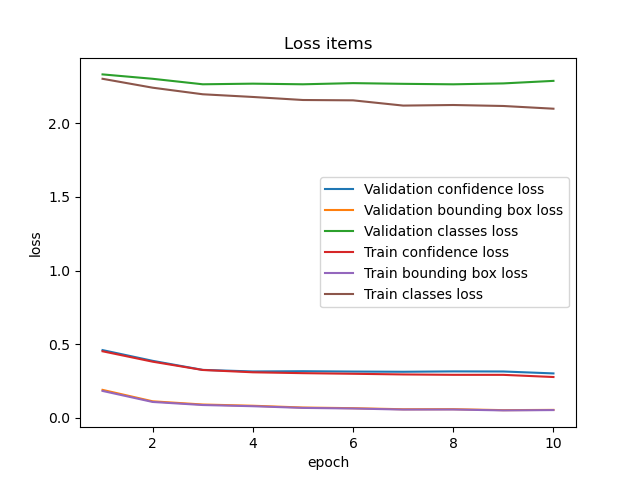 Loss items
2.0
1.5
1.0
0.5
0.0
loss
Validation confidence loss
Validation bounding box loss
Validation classes loss
Train confidence loss
Train bounding box loss
Train classes loss
2 4 6 8 10
epoch